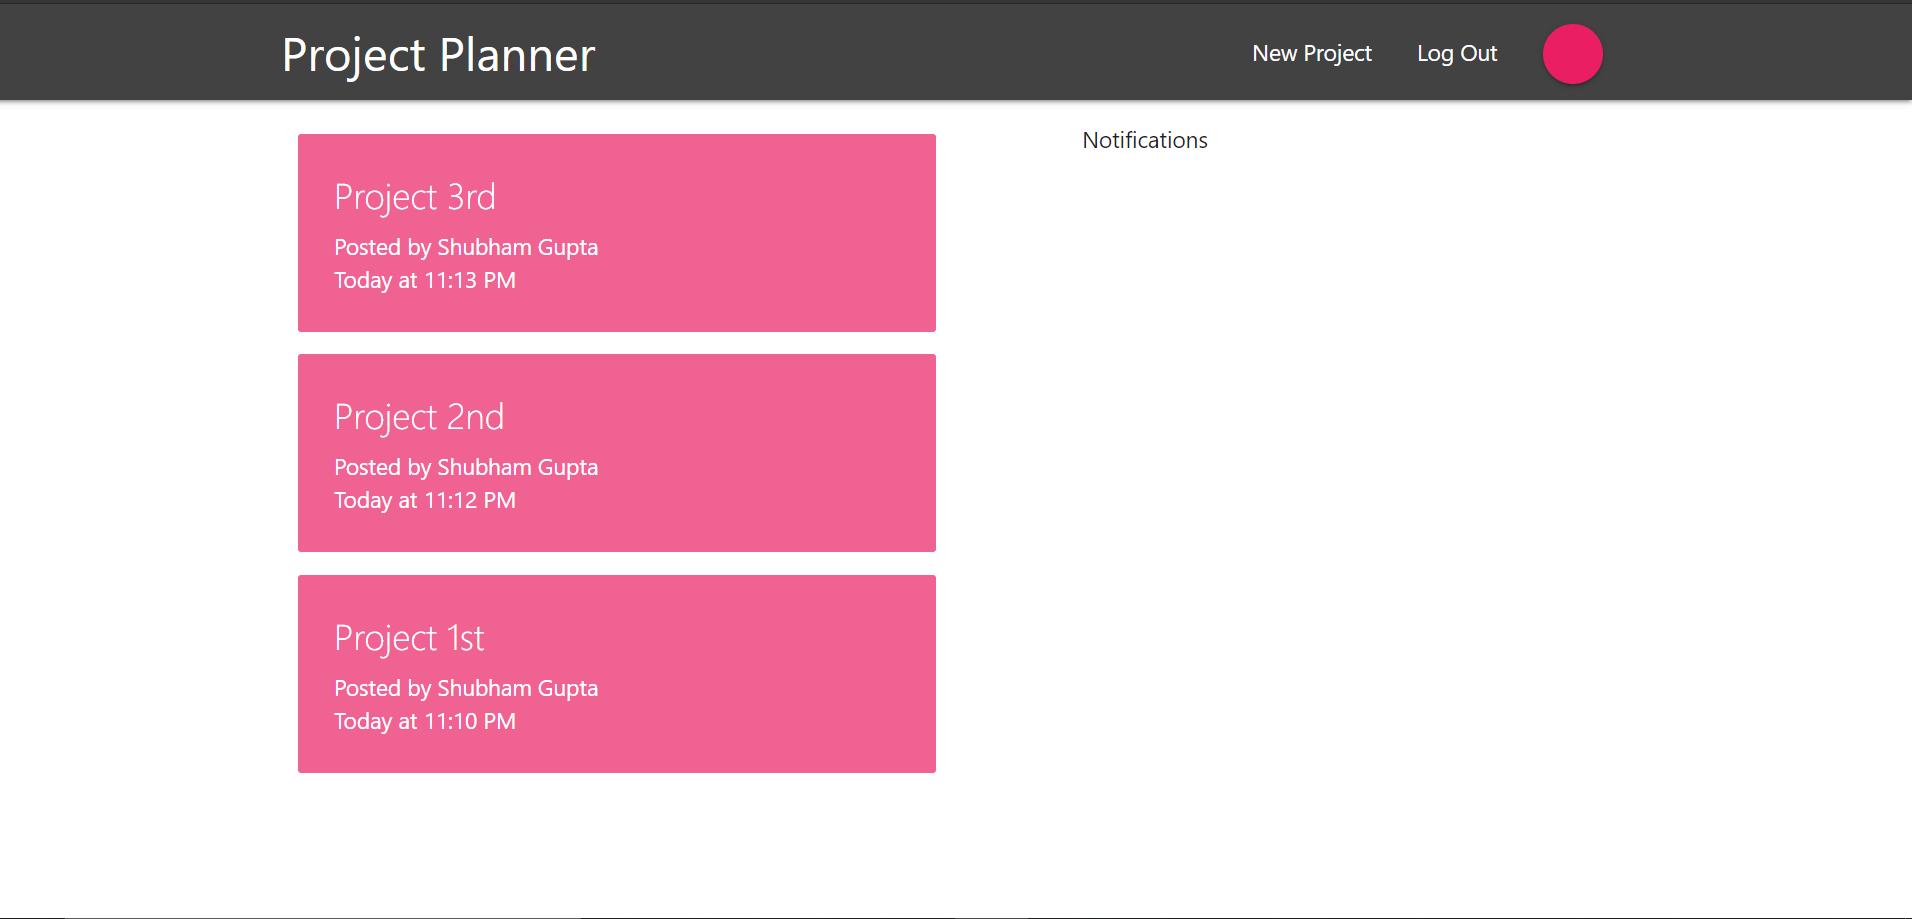 Project Planner
New Project
Log Out
Project 3rd
Posted by Shubham Gupta
Today at 11:13 PM
Project 2nd
Posted by Shubham Gupta
Today at 11:12 PM
Project 1st
Posted by Shubham Gupta
Today at 11:10 PM
Notifications